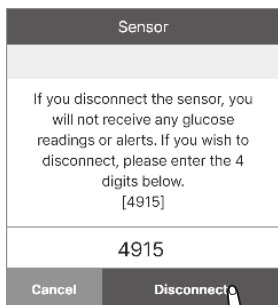 Sensor
If you disconnect the sensor, you
will not receive any glucose
readings or alerts. If you wish to
disconnect, please enter the 4
digits below.
[4915]
4915
Cancel
Disconnect